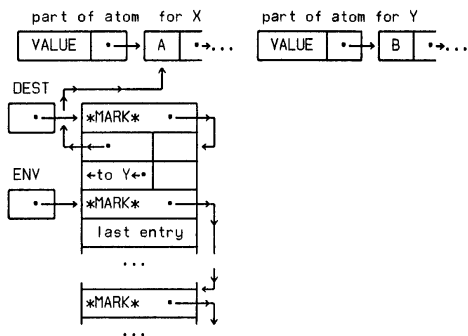 part of atom for X part of atom for Y
VALUE A ... VALUE B ...
DEST
*MARK*
ENV
to Y
*MARK*
last entry
...
*MARK*
...